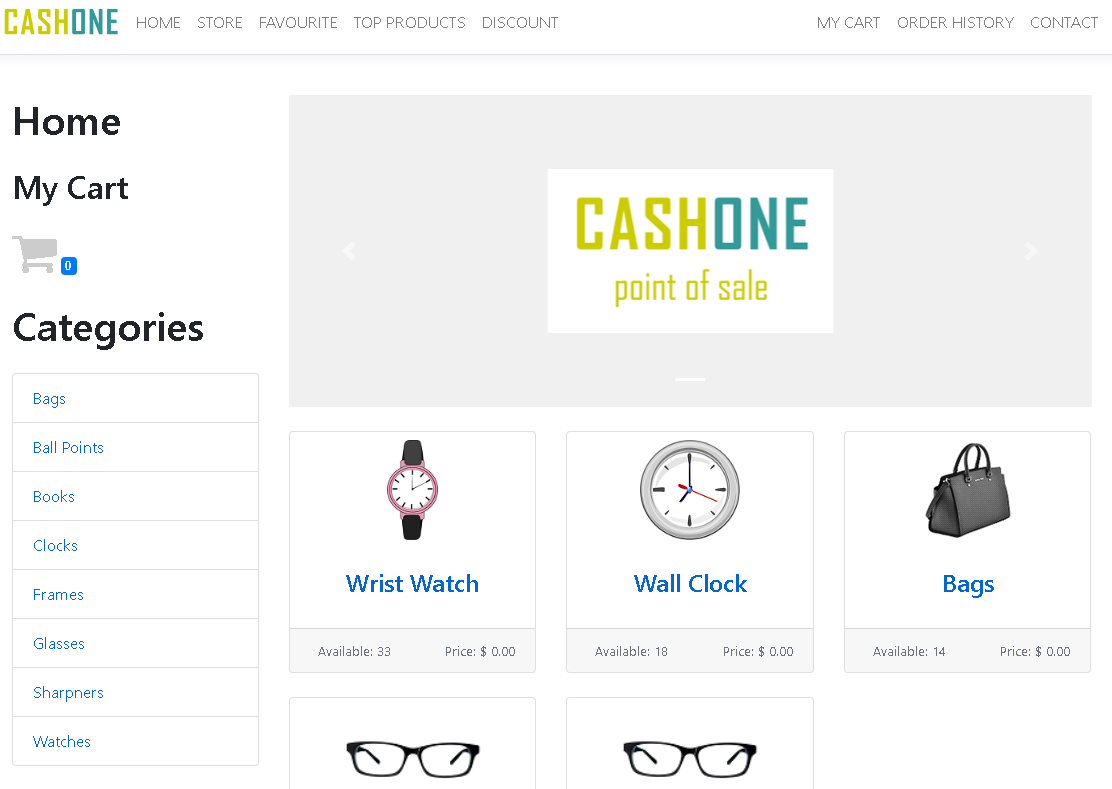 CASHONE HOME STORE FAVOURITE TOP PRODUCTS DISCOUNT MY CART ORDER HISTORY CONTACT
Home
My Cart
0
Categories
Bags
Ball Points
Books
Clocks
Frames
Glasses
Sharpners
Watches
CASHONE
point of sale
Wrist Watch
Available: 33 Price: $ 0.00
Wall Clock
Available: 18 Price: $ 0.00
Bags
Available: 14 Price: $ 0.00